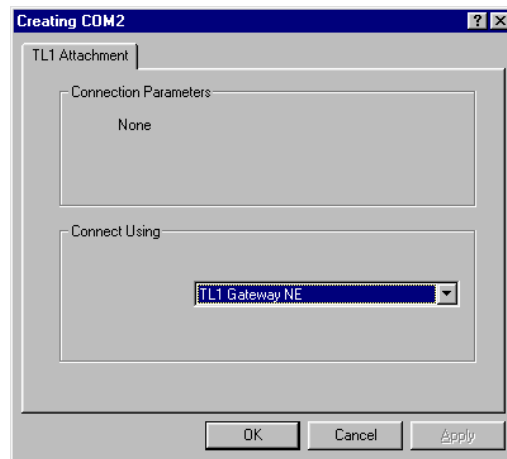 Creating COM2
TL1 Attachment
Connection Parameters
None
Connect Using
TL1 Gateway NE
OK Cancel Apply